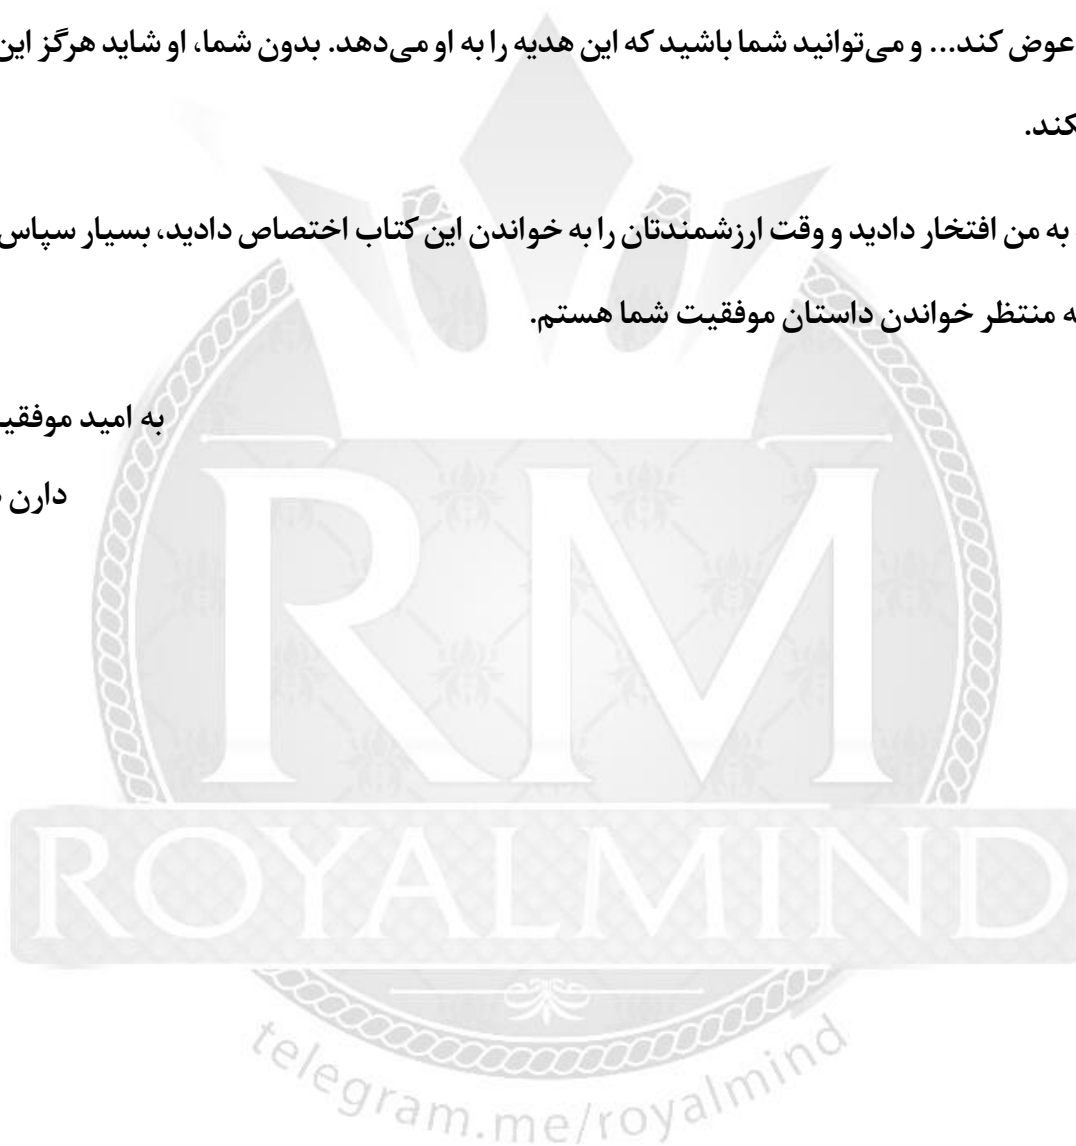 عوض کند... و می‌توانید شما باشید که این هدیه را به او می‌دهد. بدون شما، او شاید هرگز این
کند.
به من افتخار دادید و وقت ارزشمندتان را به خواندن این کتاب اختصاص دادید، بسیار سپاس
ه منتظر خواندن داستان موفقیت شما هستم.
به امید موفقیـ
دارن
RM
ROYALMIND
telegram.me/royalmind